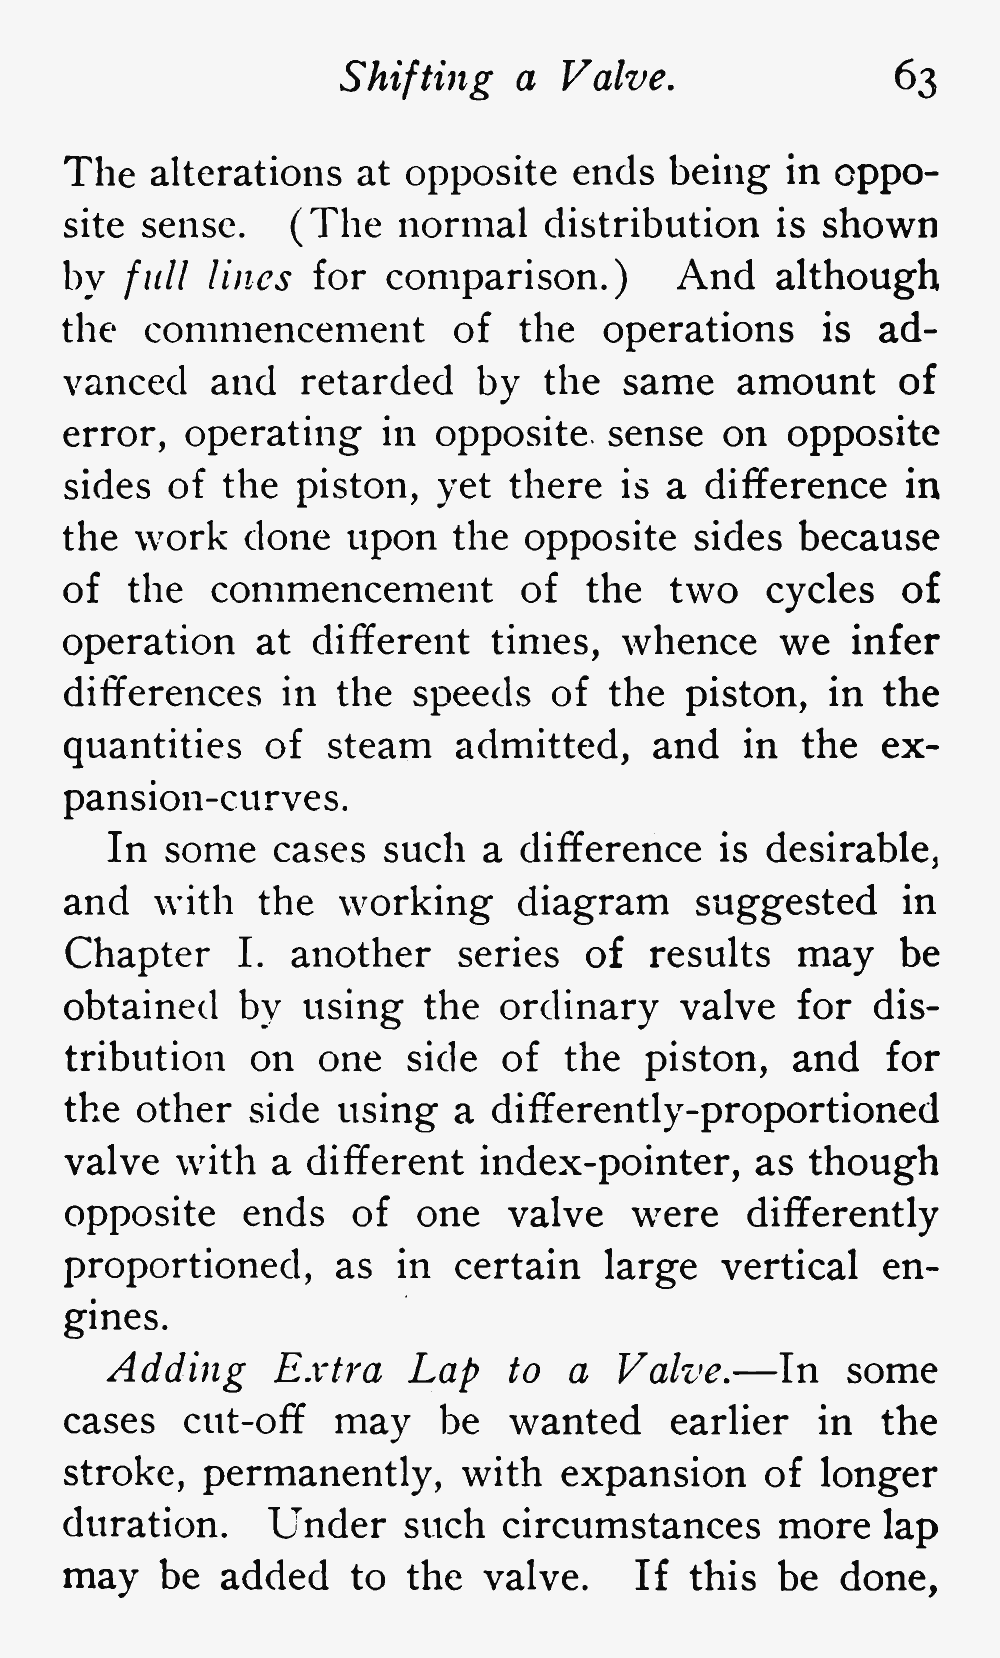 Shifting a Valve. 63
The alterations at opposite ends being in oppo-
site sense. (The normal distribution is shown
by full lines for comparison.) And although
the commencement of the operations is ad-
vanced and retarded by the same amount of
error, operating in opposite sense on opposite
sides of the piston, yet there is a difference in
the work done upon the opposite sides because
of the commencement of the two cycles of
operation at different times, whence we infer
differences in the speeds of the piston, in the
quantities of steam admitted, and in the ex-
pansion-curves.
In some cases such a difference is desirable,
and with the working diagram suggested in
Chapter I. another series of results may be
obtained by using the ordinary valve for dis-
tribution on one side of the piston, and for
the other side using a differently-proportioned
valve with a different index-pointer, as though
opposite ends of one valve were differently
proportioned, as in certain large vertical en-
gines.
Adding Extra Lap to a Valve.—In some
cases cut-off may be wanted earlier in the
stroke, permanently, with expansion of longer
duration. Under such circumstances more lap
may be added to the valve. If this be done,